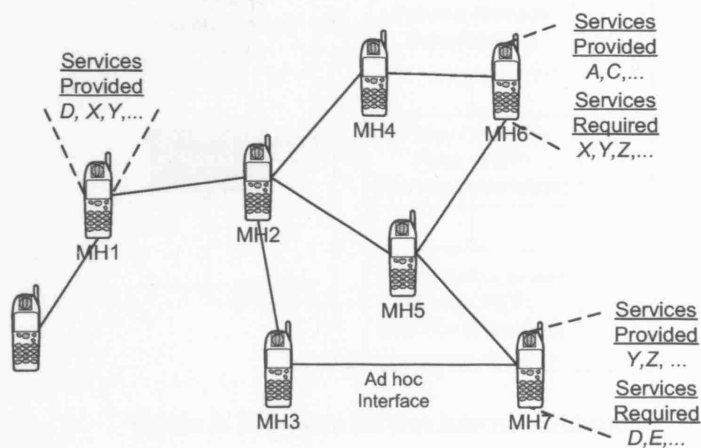 Services
Provided
D, X,Y,...
MH1
MH2
MH4
Services
Provided
A,C,...
MH6
Services
Required
X,Y,Z,...
MH5
MH3
Ad hoc
Interface
Services
Provided
Y,Z, ...
MH7
Services
Required
D,E,...